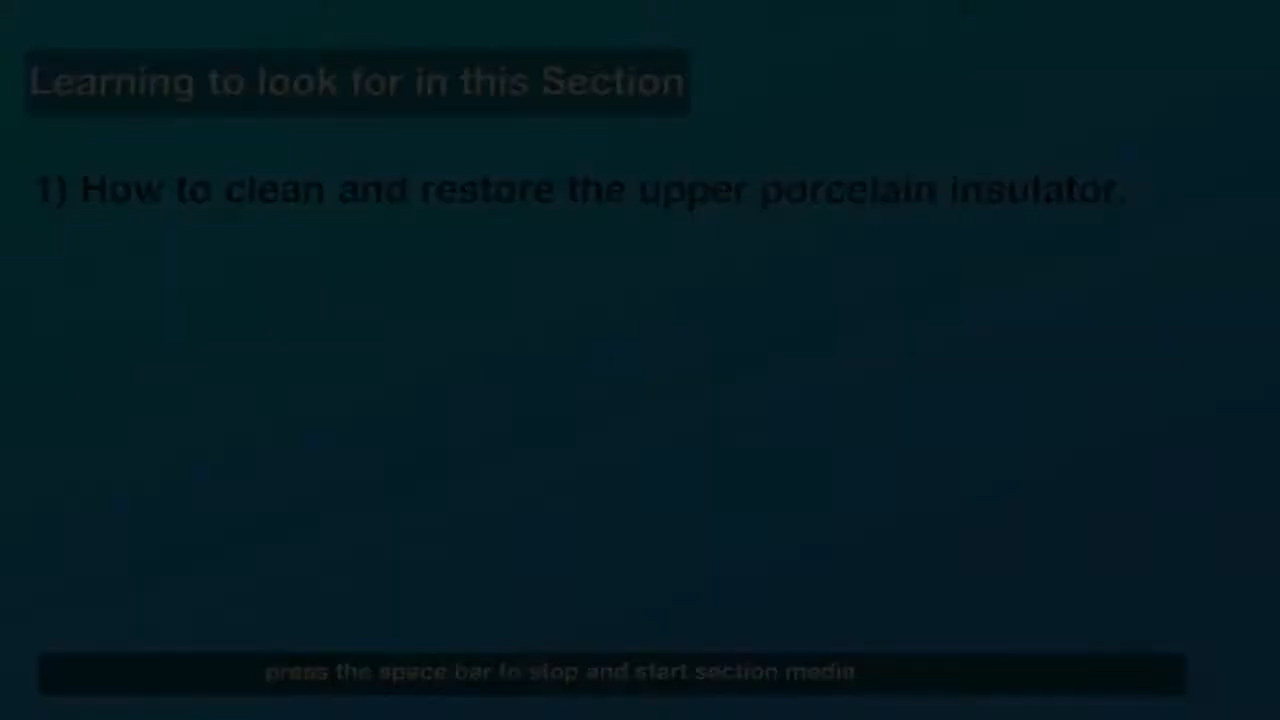 Learning to look for in this Section
1) How to clean and restore the upper porcelain insulator.
press the space bar to stop and start section media